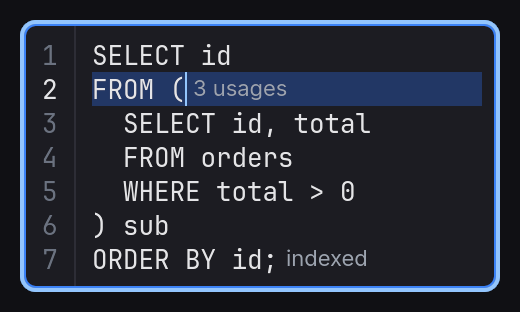 1 SELECT id
2 FROM ( 3 usages
3   SELECT id, total
4   FROM orders
5   WHERE total > 0
6 ) sub
7 ORDER BY id; indexed